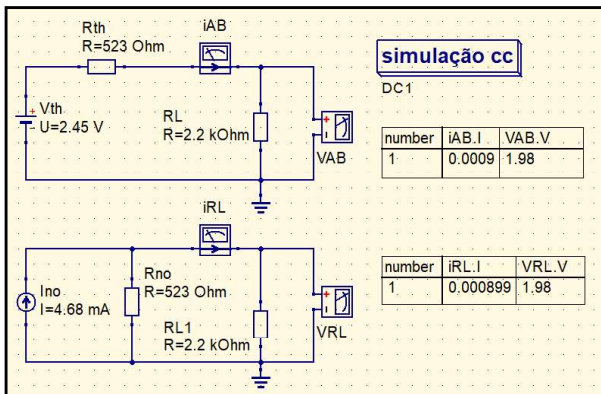 Rth
R=523 Ohm
iAB
Vth
U=2.45 V
RL
R=2.2 kOhm
VAB
simulação cc
DC1
number iAB.I VAB.V
1 0.0009 1.98
iRL
Ino
I=4.68 mA
Rno
R=523 Ohm
RL1
R=2.2 kOhm
VRL
number iRL.I VRL.V
1 0.000899 1.98